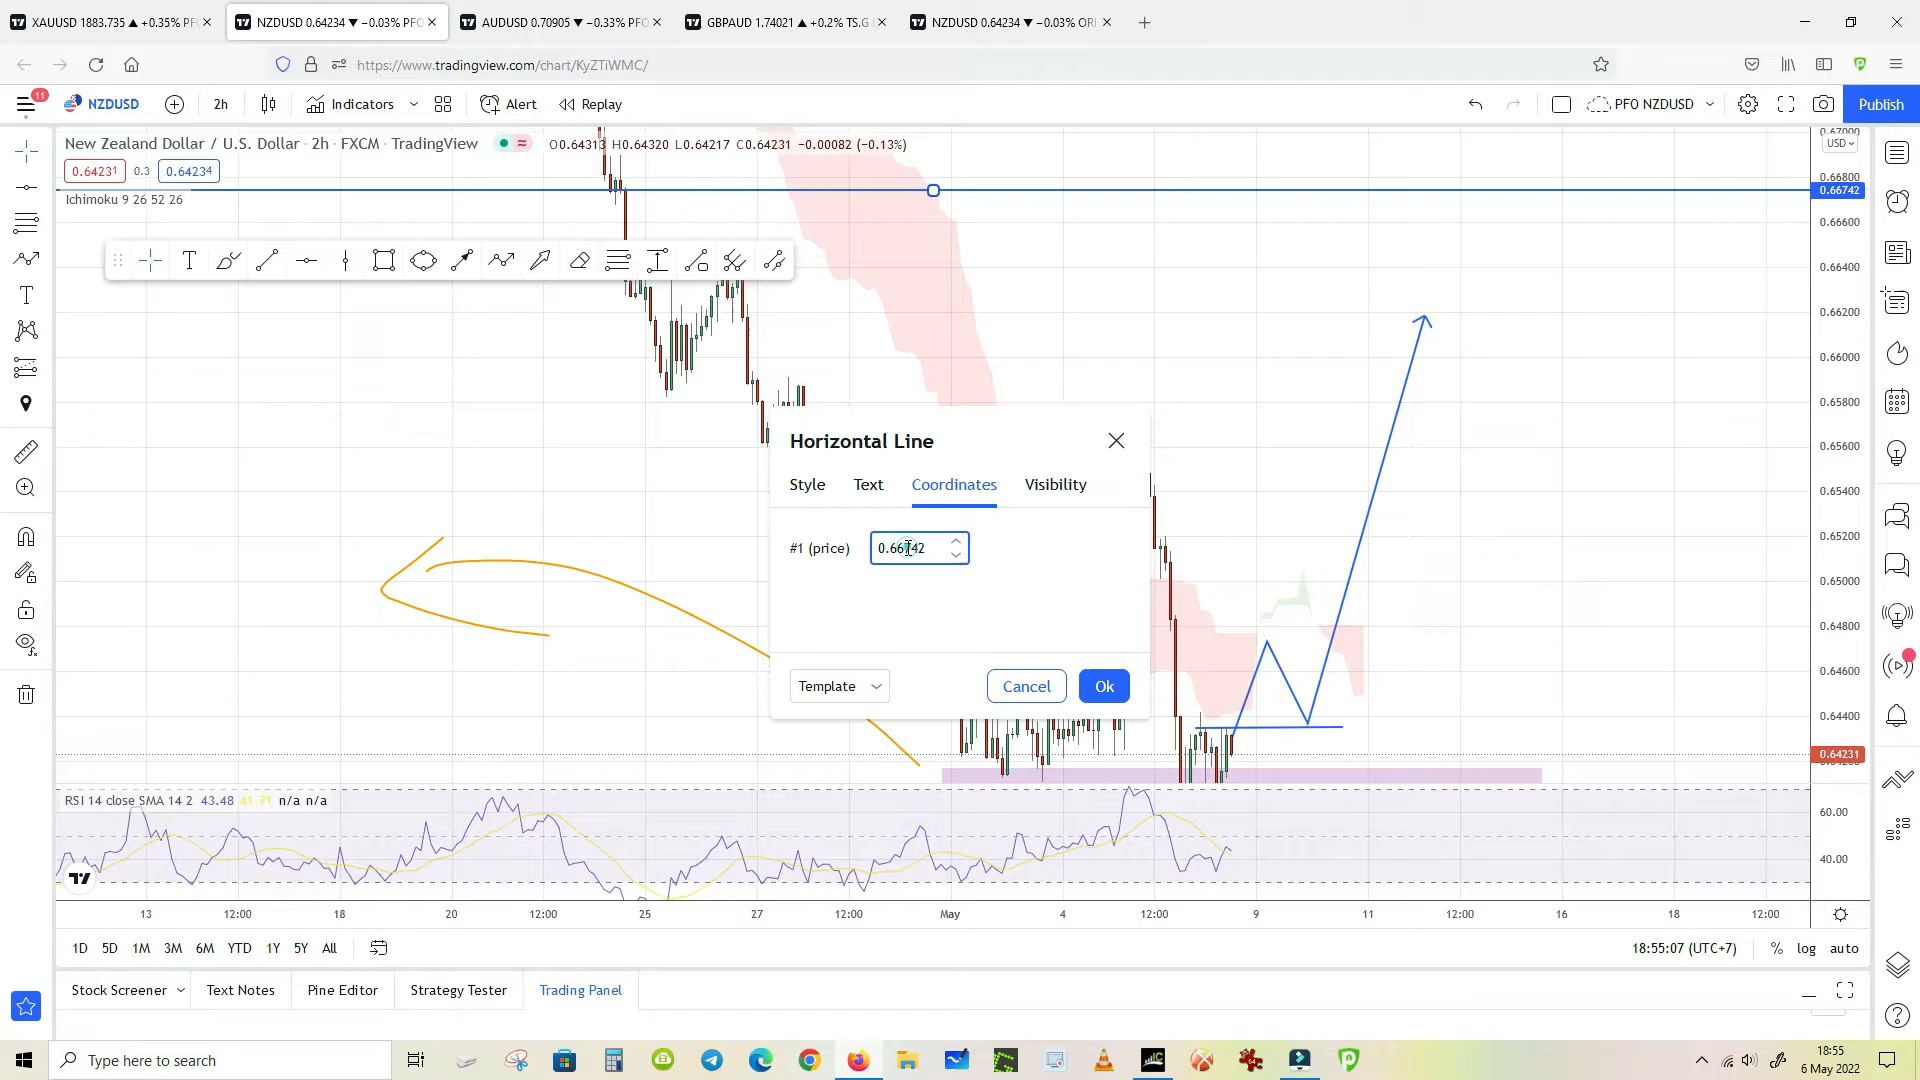 XAUUSD 1883.735 ▲ +0.35% PF
NZDUSD 0.64234 ▼ −0.03% PFO
AUDUSD 0.70905 ▼ −0.33% PFO
GBPAUD 1.74021 ▲ +0.2% TS.G
NZDUSD 0.64234 ▼ −0.03% OR
https://www.tradingview.com/chart/KyZTiWMC/
11
NZDUSD
2h
Indicators
Alert
Replay
PFO NZDUSD
Publish
New Zealand Dollar / U.S. Dollar · 2h · FXCM · TradingView
O0.64313 H0.64320 L0.64217 C0.64231 −0.00082 (−0.13%)
0.64231 0.3 0.64234
Ichimoku 9 26 52 26
0.67000
USD
0.66800
0.66742
0.66600
0.66400
0.66200
0.66000
0.65800
0.65600
0.65400
0.65200
0.65000
0.64800
0.64600
0.64400
0.64231
Horizontal Line
Style Text Coordinates Visibility
#1 (price) 0.66742
Template Cancel Ok
RSI 14 close SMA 14 2 43.48 41.71 n/a n/a
60.00
40.00
13 12:00 18 20 12:00 25 27 12:00 May 4 12:00 9 11 12:00 16 18 12:00
1D 5D 1M 3M 6M YTD 1Y 5Y All
18:55:07 (UTC+7) % log auto
Stock Screener Text Notes Pine Editor Strategy Tester Trading Panel
Type here to search
18:55
6 May 2022